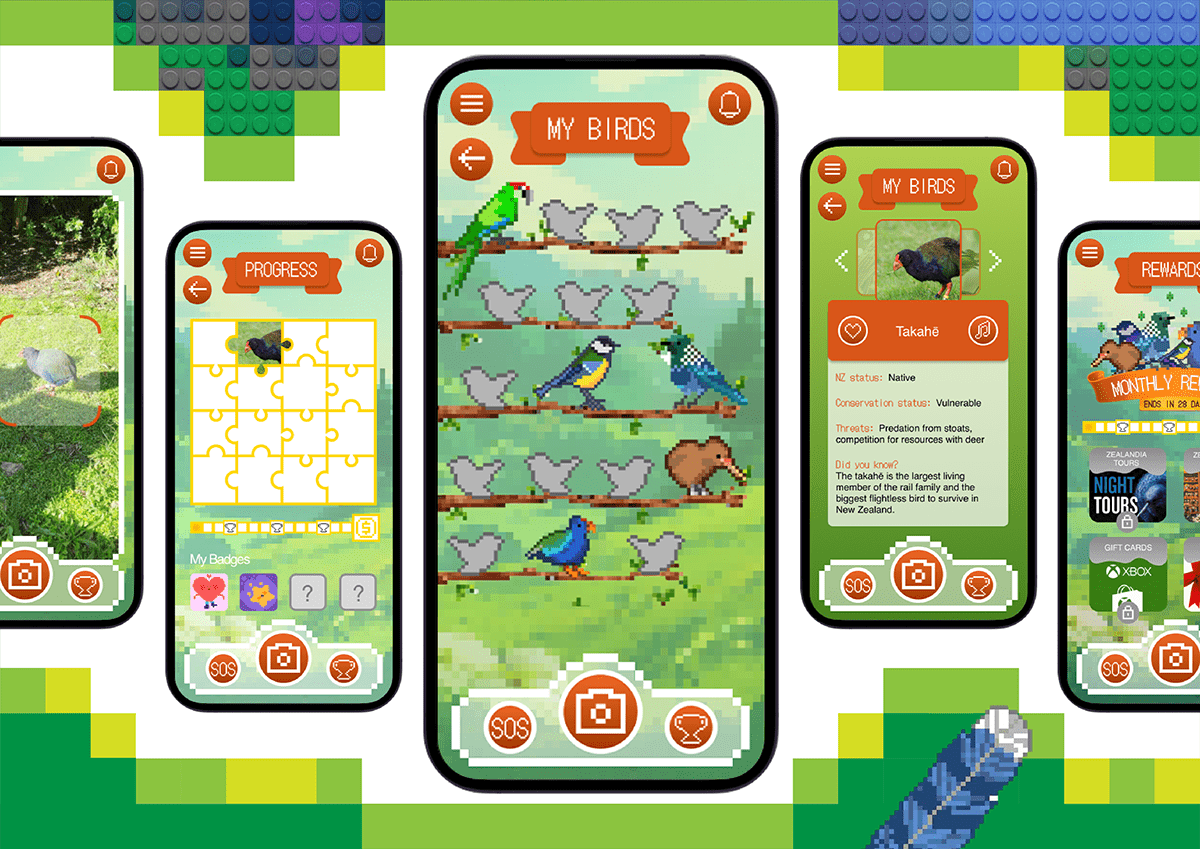 MY BIRDS
SOS
PROGRESS
My Badges
?
?
SOS
MY BIRDS
Takahē
NZ status: Native
Conservation status: Vulnerable
Threats: Predation from stoats,
competition for resources with deer
Did you know?
The takahē is the largest living
member of the rail family and the
biggest flightless bird to survive in
New Zealand.
SOS
REWARDS
MONTHLY RE
ENDS IN 28 DA
ZEALANDIA
TOURS
NIGHT
TOURS
GIFT CARDS
XBOX
SOS